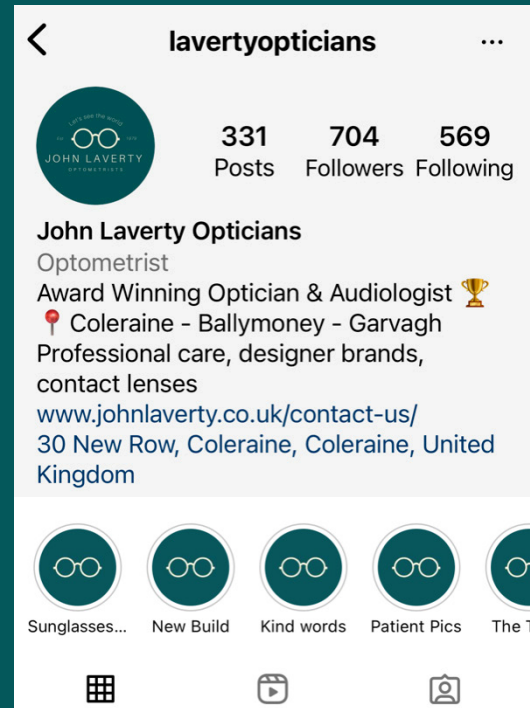 lavertyopticians
Let's see the world
JOHN LAVERTY
OPTOMETRISTS
331 704 569
Posts Followers Following
John Laverty Opticians
Optometrist
Award Winning Optician & Audiologist 🏆
📍 Coleraine - Ballymoney - Garvagh
Professional care, designer brands,
contact lenses
www.johnlaverty.co.uk/contact-us/
30 New Row, Coleraine, Coleraine, United
Kingdom
Sunglasses... New Build Kind words Patient Pics The